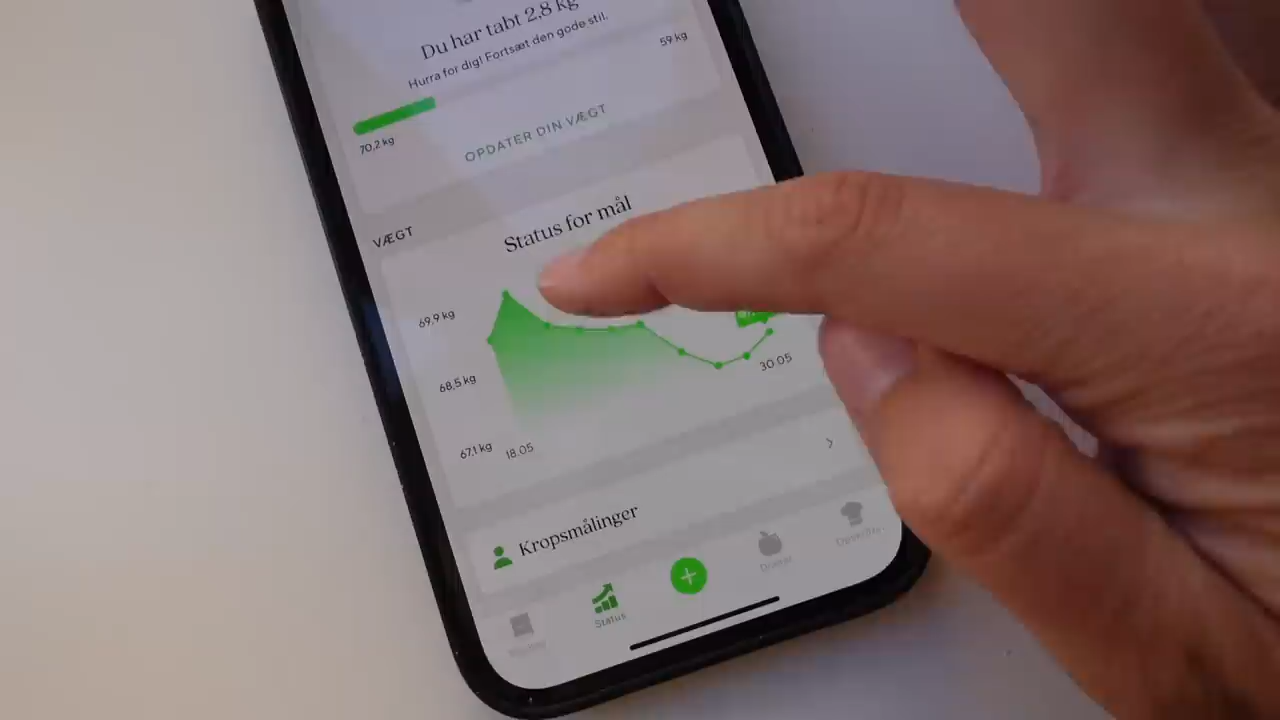 Du har tabt 2,8 kg
Hurra for dig! Fortsæt den gode stil.
59 kg
70,2 kg
OPDATER DIN VÆGT
VÆGT
Status for mål
69,9 kg
68,5 kg
67,1 kg
18.05
30.05
Kropsmålinger
Status